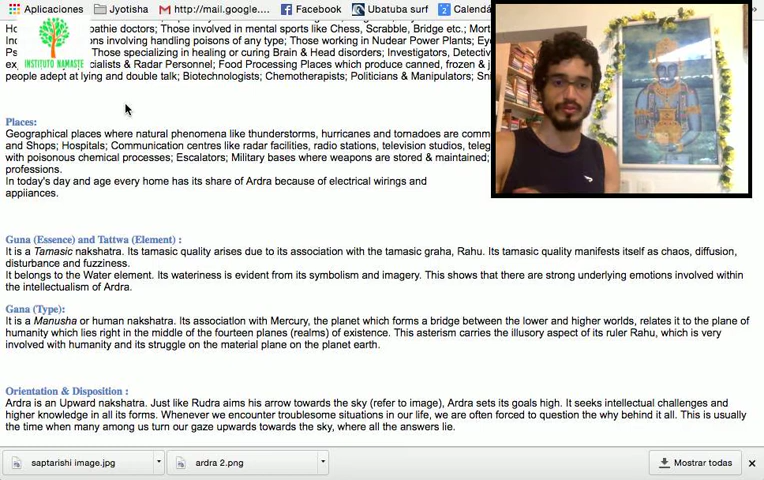 Aplicações Jyotisha http://mail.google.... Facebook Ubatuba surf 2 Calendá
pathie doctors; Those involved in mental sports like Chess, Scrabble, Bridge etc.; Mort
involving handling poisons of any type; Those working in Nudear Power Plants; Eye
Those specializing in healing or curing Brain & Head disorders; Investigators, Detectiv
cialists & Radar Personnel; Food Processing Places which produce canned, frozen & j
INSTITUTO NAMASTE
people adept at lying and double talk; Biotechnologists; Chemotherapists; Politicians & Manipulators;
Places:
Geographical places where natural phenomena like thunderstorms, hurricanes and tornadoes are comm
and Shops; Hospitals; Communication centres like radar facilities, radio stations, television studios, teleg
with poisonous chemical processes; Escalators; Military bases where weapons are stored & maintained;
professions.
In today's day and age every home has its share of Ardra because of electrical wirings and
appiiances.
Guna (Essence) and Tattwa (Element) :
It is a Tamasic nakshatra. Its tamasic quality arises due to its association with the tamasic graha, Rahu. Its tamasic quality manifests itself as chaos, diffusion,
disturbance and fuzziness.
It belongs to the Water element. Its wateriness is evident from its symbolism and imagery. This shows that there are strong underlying emotions involved within
the intellectualism of Ardra.
Gana (Type):
It is a Manusha or human nakshatra. Its association with Mercury, the planet which forms a bridge between the lower and higher worlds, relates it to the plane of
humanity which lies right in the middle of the fourteen planes (realms) of existence. This asterism carries the illusory aspect of its ruler Rahu, which is very
involved with humanity and its struggle on the material plane on the planet earth.
Orientation & Disposition :
Ardra is an Upward nakshatra. Just like Rudra aims his arrow towards the sky (refer to image), Ardra sets its goals high. It seeks intellectual challenges and
higher knowledge in all its forms. Whenever we encounter troublesome situations in our life, we are often forced to question the why behind it all. This is usually
the time when many among us turn our gaze upwards towards the sky, where all the answers lie.
saptarishi image.jpg ardra 2.png Mostrar todas